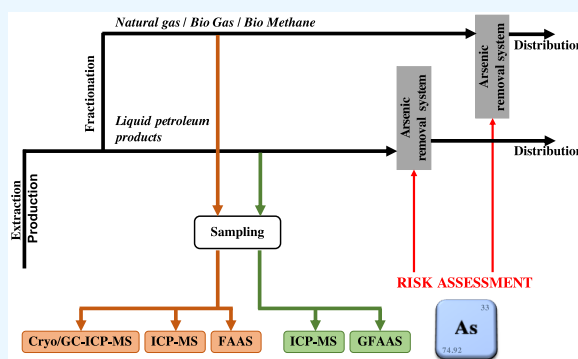 Natural gas / Bio Gas / Bio Methane
Distribution
Arsenic
removal system
Fractionation
Liquid petroleum
products
Arsenic
removal system
Distribution
Extraction
Production
Sampling
RISK ASSESSMENT
Cryo/GC-ICP-MS
ICP-MS
FAAS
ICP-MS
GFAAS
33
As
74.92